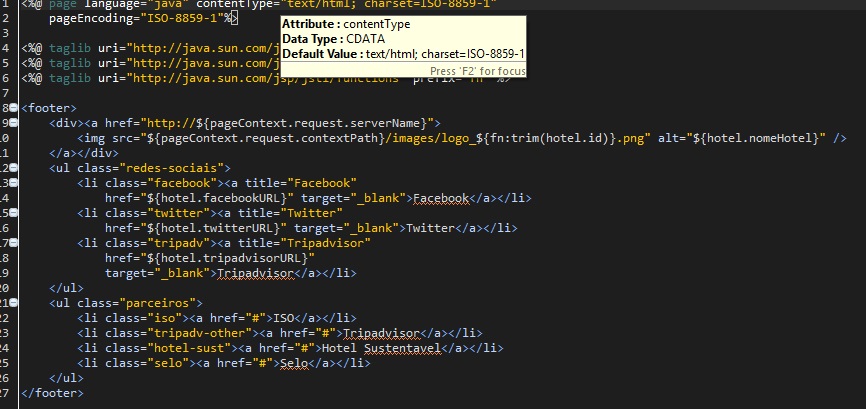 1 <%@ page language="java" contentType="text/html; charset=ISO-8859-1"
2 pageEncoding="ISO-8859-1"%>
3
4 <%@ taglib uri="http://java.sun.com/j
5 <%@ taglib uri="http://java.sun.com/j
6 <%@ taglib uri="http://java.sun.com/jsp/jstl/functions" prefix="fn" %>
Attribute : contentType
Data Type : CDATA
Default Value : text/html; charset=ISO-8859-1
Press 'F2' for focus
7
8 <footer>
9 <div><a href="http://${pageContext.request.serverName}">
10 <img src="${pageContext.request.contextPath}/images/logo_${fn:trim(hotel.id)}.png" alt="${hotel.nomeHotel}" />
11 </a></div>
12 <ul class="redes-sociais">
13 <li class="facebook"><a title="Facebook"
14 href="${hotel.facebookURL}" target="_blank">Facebook</a></li>
15 <li class="twitter"><a title="Twitter"
16 href="${hotel.twitterURL}" target="_blank">Twitter</a></li>
17 <li class="tripadv"><a title="Tripadvisor"
18 href="${hotel.tripadvisorURL}"
19 target="_blank">Tripadvisor</a></li>
20 </ul>
21 <ul class="parceiros">
22 <li class="iso"><a href="#">ISO</a></li>
23 <li class="tripadv-other"><a href="#">Tripadvisor</a></li>
24 <li class="hotel-sust"><a href="#">Hotel Sustentavel</a></li>
25 <li class="selo"><a href="#">Selo</a></li>
26 </ul>
27 </footer>